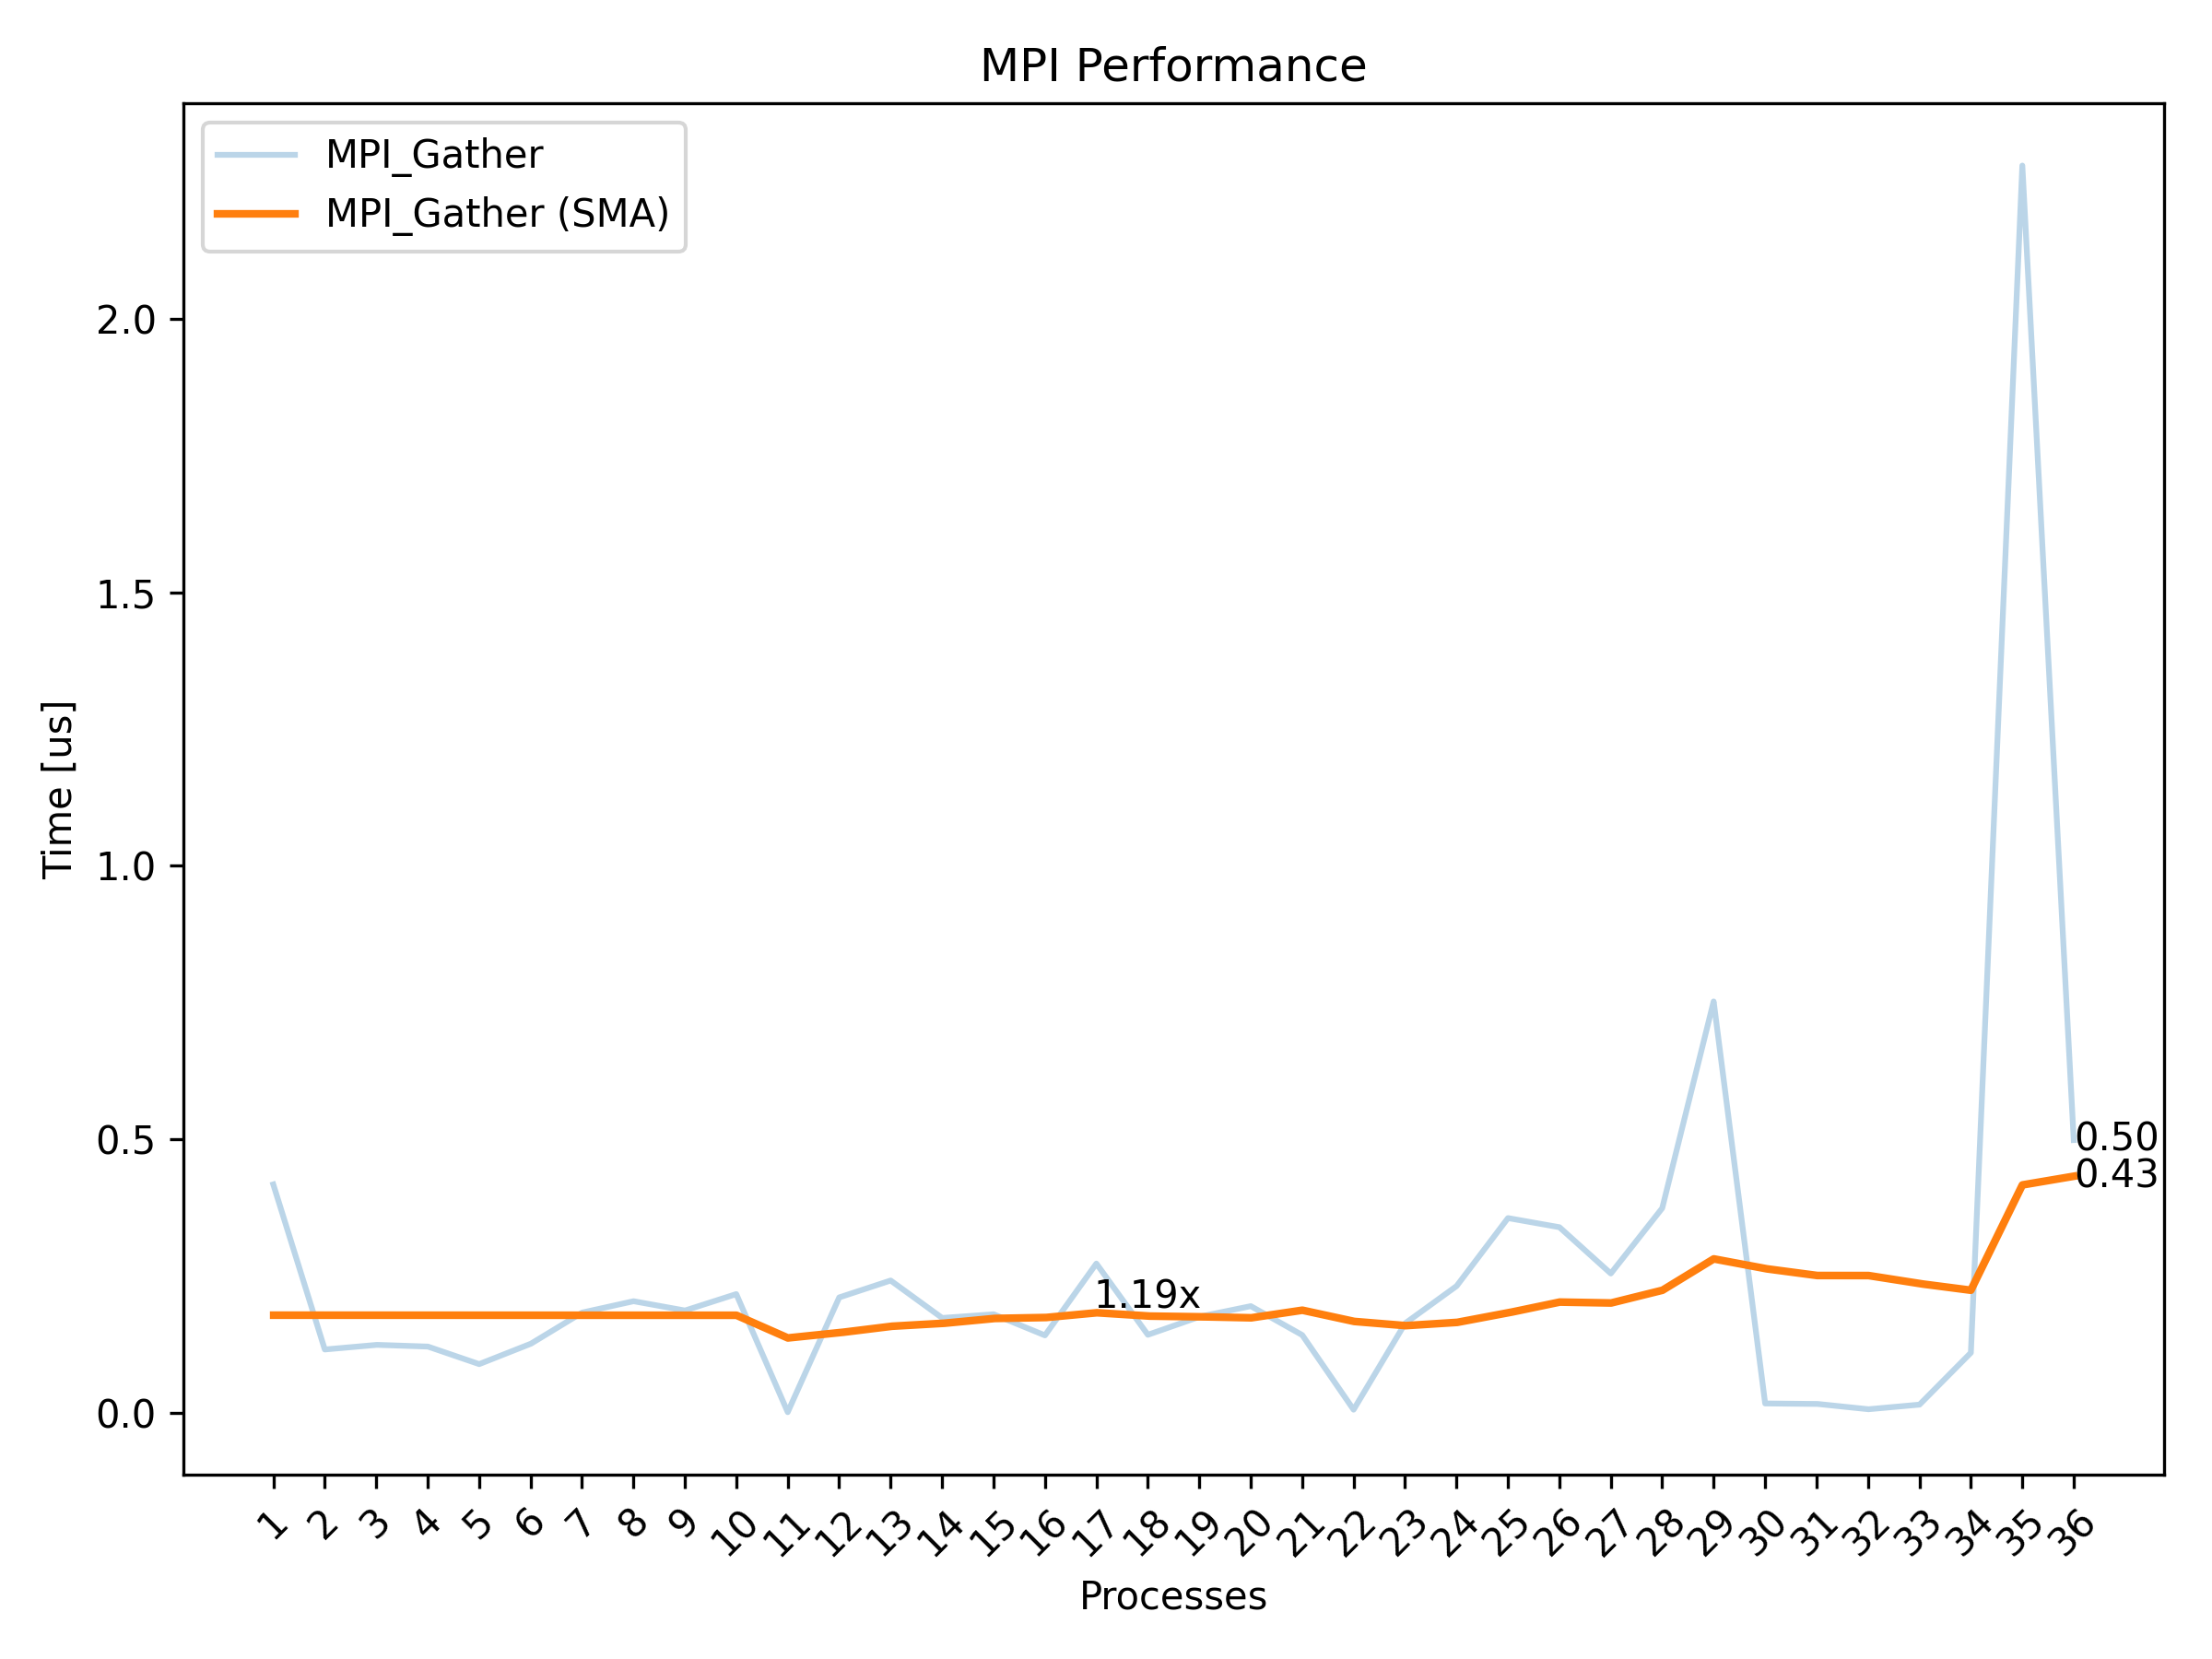 MPI Performance
MPI_Gather
MPI_Gather (SMA)
2.0
1.5
1.0
0.5
0.0
Time [us]
0.50
0.43
1.19x
1 2 3 4 5 6 7 8 9 10 11 12 13 14 15 16 17 18 19 20 21 22 23 24 25 26 27 28 29 30 31 32 33 34 35 36
Processes